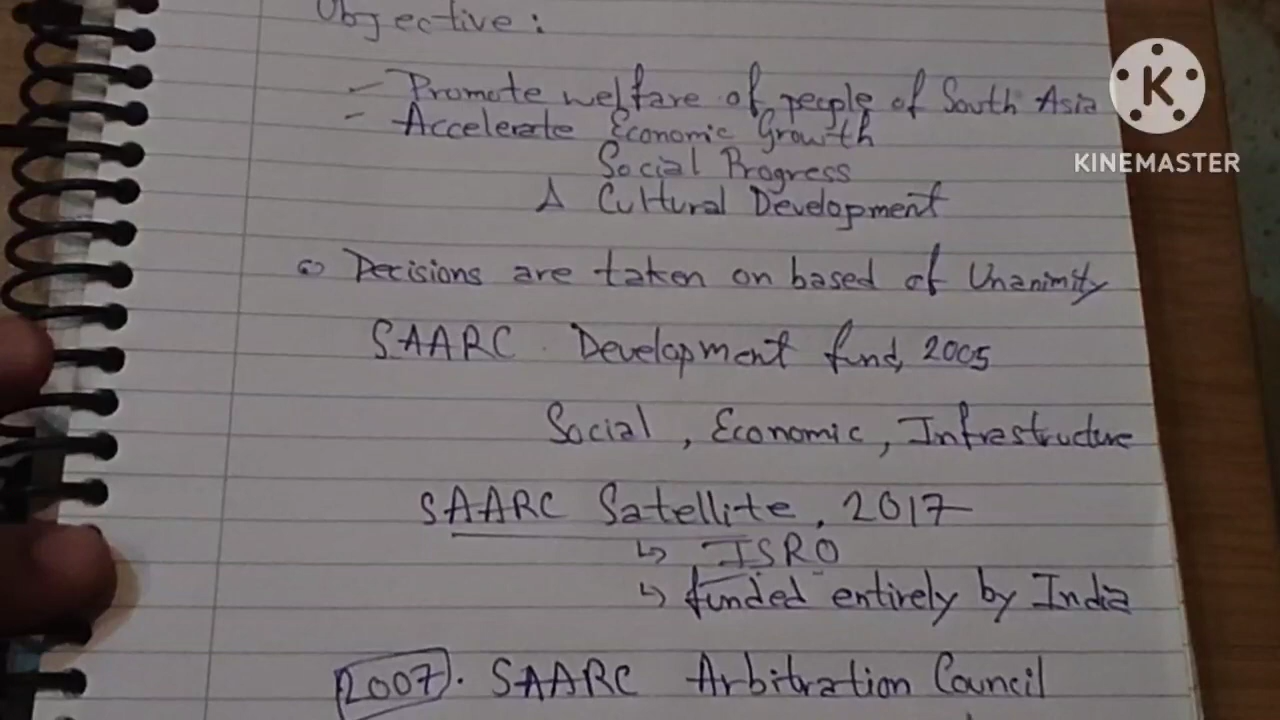 Objective :
- Promote welfare of people of South Asia
- Accelerate Economic Growth
Social Progress
& Cultural Development
Decisions are taken on based of Unanimity
SAARC Development fund, 2005
Social, Economic, Infrestructure
SAARC Satellite, 2017
↳ ISRO
↳ funded entirely by India
2007. SAARC Arbitration Council
K
KINEMASTER